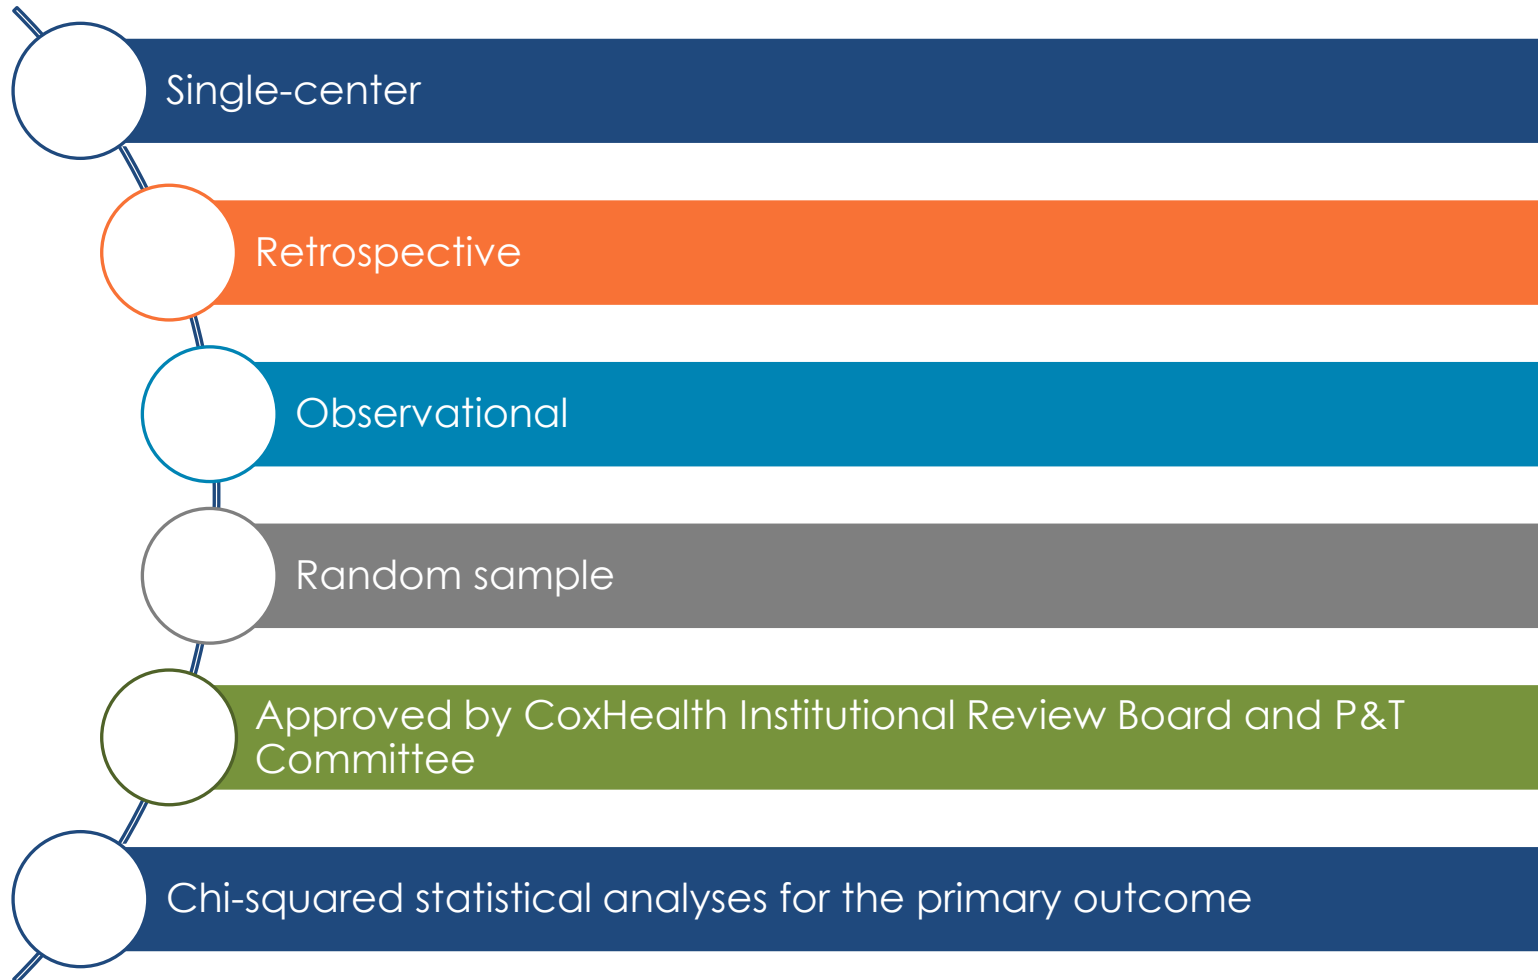 Single-center
Retrospective
Observational
Random sample
Approved by CoxHealth Institutional Review Board and P&T
Committee
Chi-squared statistical analyses for the primary outcome